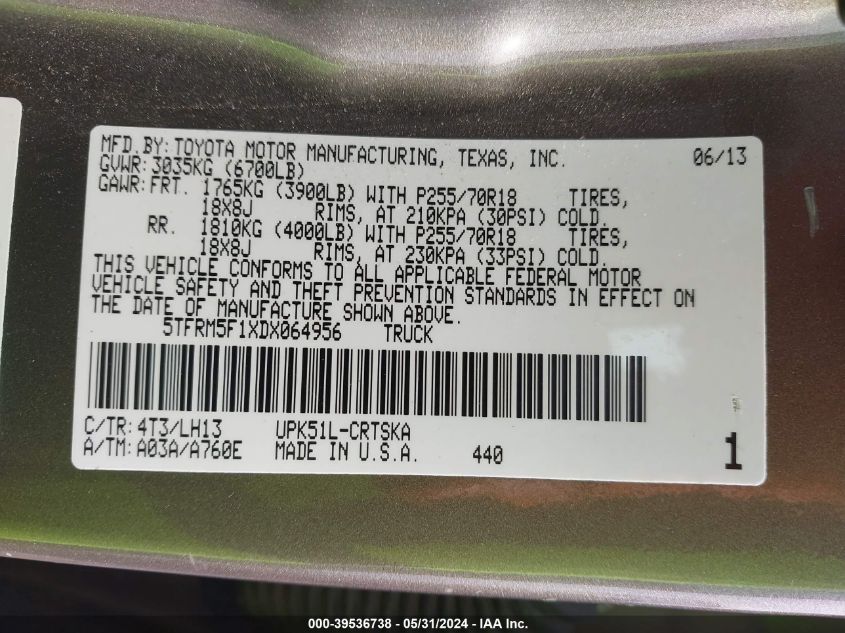 MFD.BY:TOYOTA MOTOR MANUFACTURING, TEXAS, INC. 06/13
GVWR:3035KG (6700LB)
GAWR:FRT. 1765KG (3900LB) WITH P255/70R18 TIRES,
18X8J RIMS, AT 210KPA (30PSI) COLD.
RR. 1810KG (4000LB) WITH P255/70R18 TIRES,
18X8J RIMS, AT 230KPA (33PSI) COLD.
THIS VEHICLE CONFORMS TO ALL APPLICABLE FEDERAL MOTOR
VEHICLE SAFETY AND THEFT PREVENTION STANDARDS IN EFFECT ON
THE DATE OF MANUFACTURE SHOWN ABOVE.
5TFRM5F1XDX064956 TRUCK
C/TR:4T3/LH13 UPK51L-CRTSKA
A/TM:A03A/A760E MADE IN U.S.A. 440 1
000-39536738 - 05/31/2024 - IAA Inc.